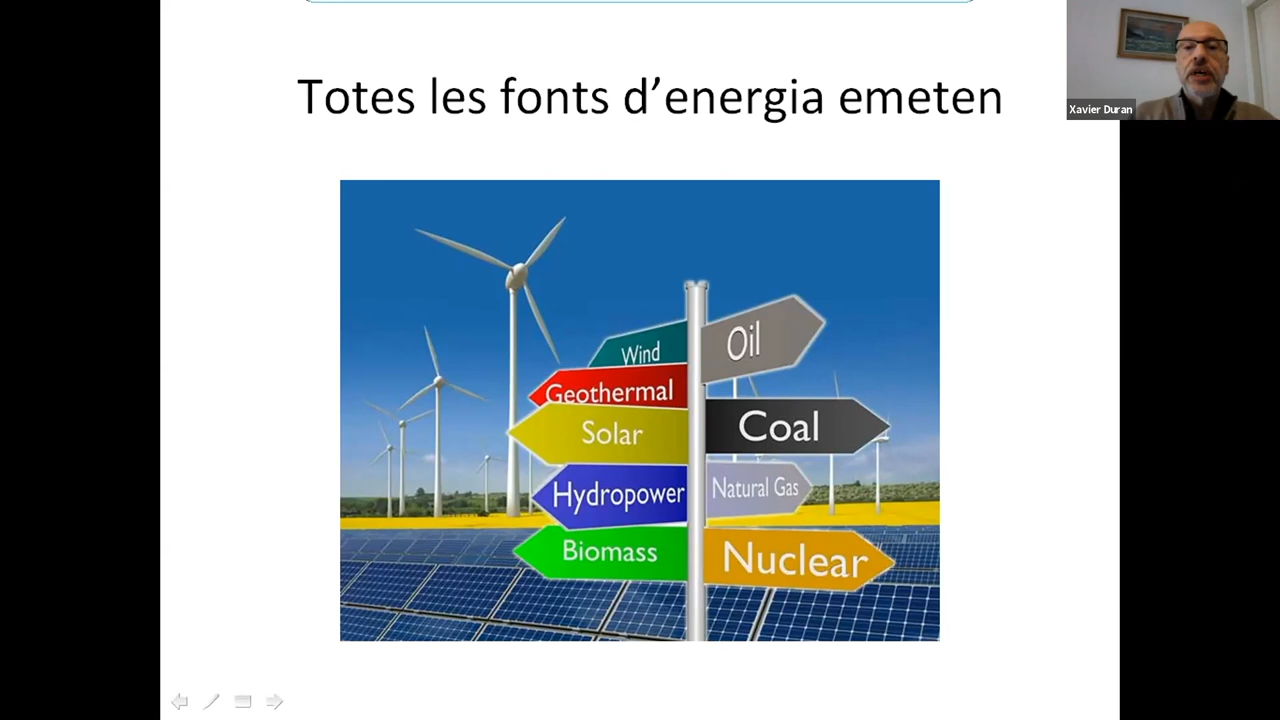 Totes les fonts d’energia emeten
Xavier Duran
Wind
Oil
Geothermal
Solar
Coal
Hydropower
Natural Gas
Biomass
Nuclear